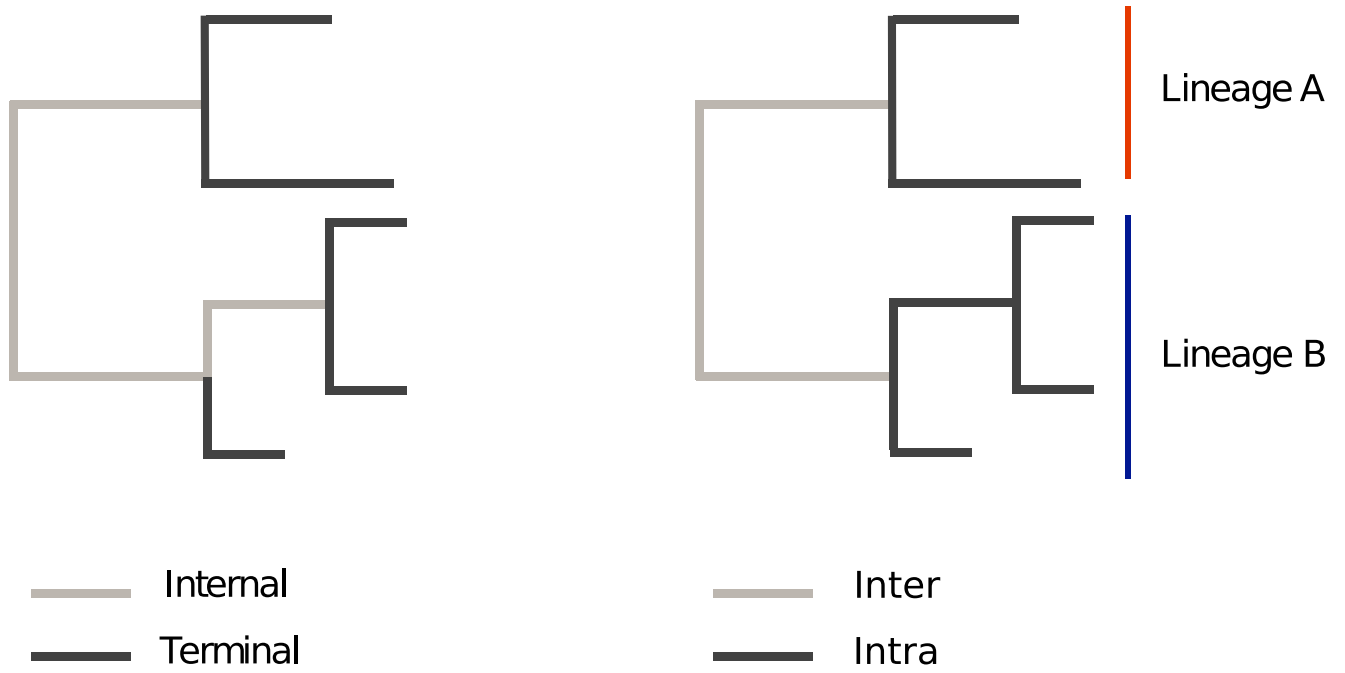 Lineage A
Lineage B
Internal
Terminal
Inter
Intra